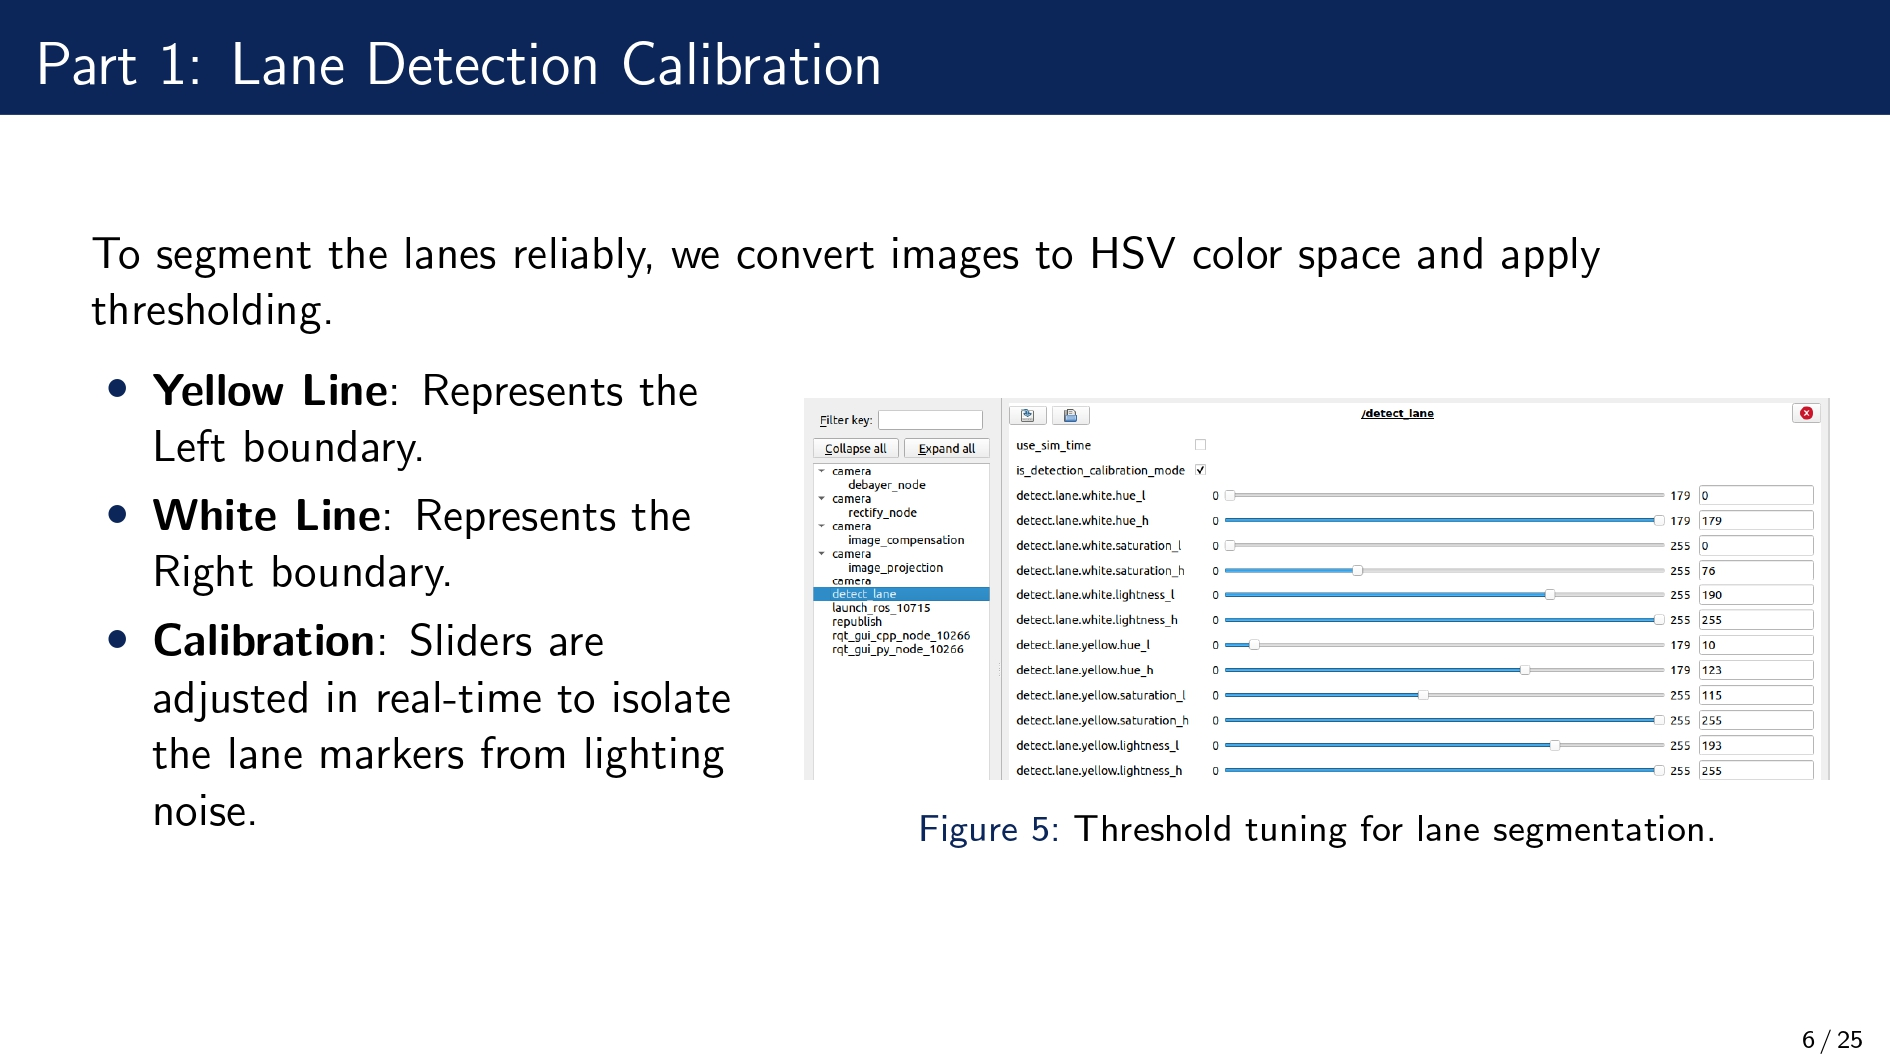 Part 1: Lane Detection Calibration
To segment the lanes reliably, we convert images to HSV color space and apply
thresholding.
• Yellow Line: Represents the
Left boundary.
• White Line: Represents the
Right boundary.
• Calibration: Sliders are
adjusted in real-time to isolate
the lane markers from lighting
noise.
Filter key:
Collapse all Expand all
camera
debayer_node
camera
rectify_node
camera
image_compensation
camera
image_projection
camera
detect_lane
launch_ros_10715
republish
rqt_gui_cpp_node_10266
rqt_gui_py_node_10266
/detect_lane
use_sim_time
is_detection_calibration_mode
detect.lane.white.hue_l 0 179 0
detect.lane.white.hue_h 0 179 179
detect.lane.white.saturation_l 0 255 0
detect.lane.white.saturation_h 0 255 76
detect.lane.white.lightness_l 0 255 190
detect.lane.white.lightness_h 0 255 255
detect.lane.yellow.hue_l 0 179 10
detect.lane.yellow.hue_h 0 179 123
detect.lane.yellow.saturation_l 0 255 115
detect.lane.yellow.saturation_h 0 255 255
detect.lane.yellow.lightness_l 0 255 193
detect.lane.yellow.lightness_h 0 255 255
Figure 5: Threshold tuning for lane segmentation.
6 / 25